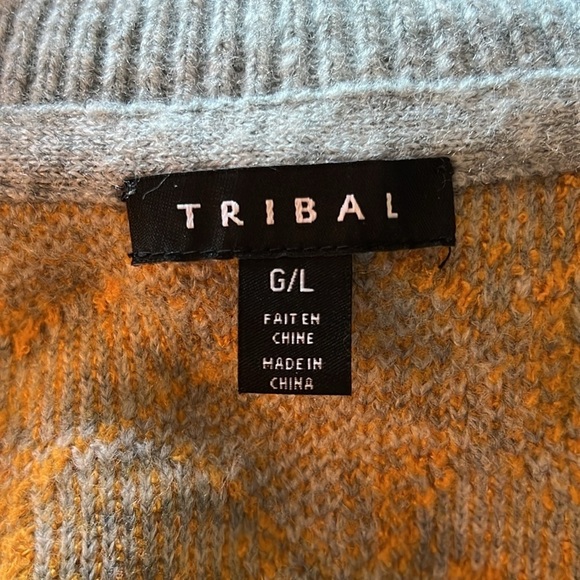 TRIBAL
G/L
FAIT EN
CHINE
MADE IN
CHINA